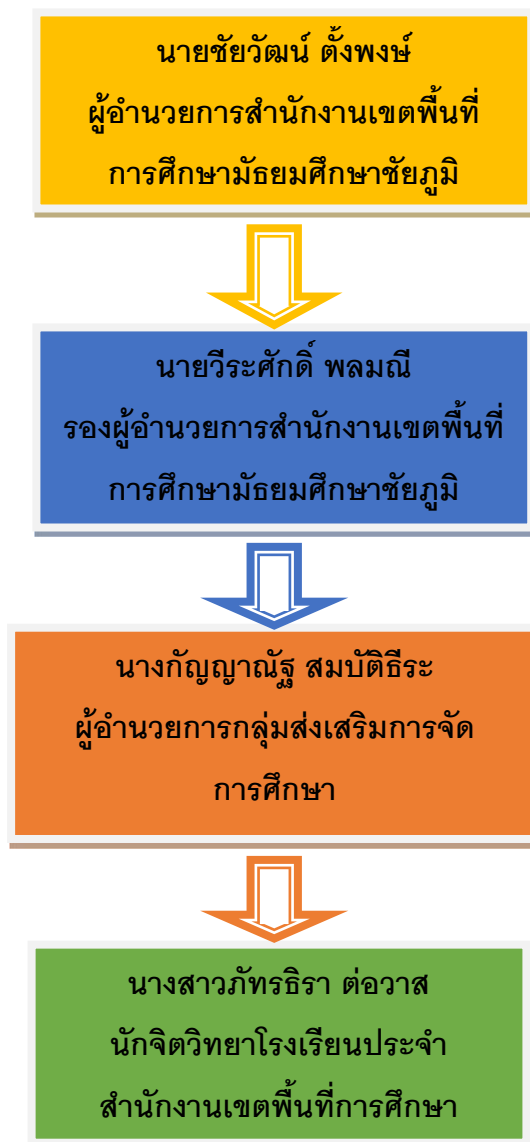 นายชัยวัฒน์ ตั้งพงษ์
ผู้อำนวยการสำนักงานเขตพื้นที่
การศึกษามัธยมศึกษาชัยภูมิ
นายวีระศักดิ์ พลมณี
รองผู้อำนวยการสำนักงานเขตพื้นที่
การศึกษามัธยมศึกษาชัยภูมิ
นางกัญญาณัฐ สมบัติธีระ
ผู้อำนวยการกลุ่มส่งเสริมการจัด
การศึกษา
นางสาวภัทรธิรา ต่อวาส
นักจิตวิทยาโรงเรียนประจำ
สำนักงานเขตพื้นที่การศึกษา